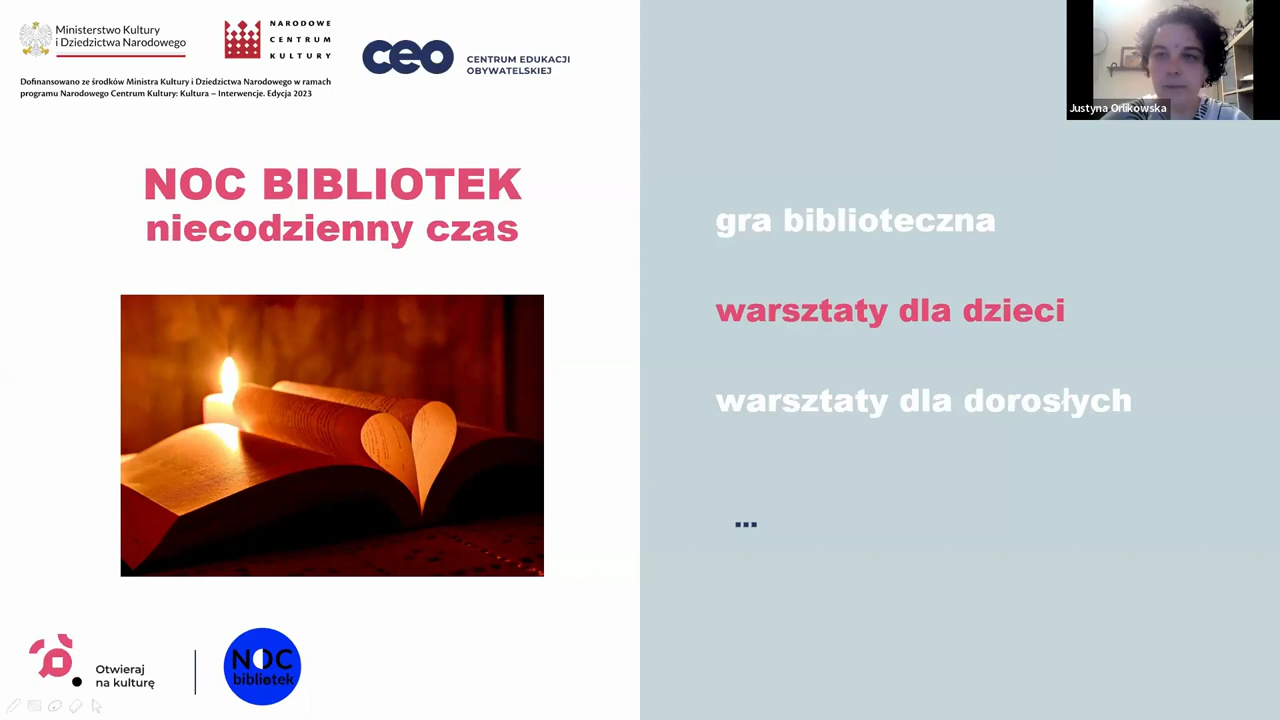 Ministerstwo Kultury
i Dziedzictwa Narodowego
NARODOWE
CENTRUM
KULTURY
ceo
CENTRUM EDUKACJI
OBYWATELSKIEJ
Dofinansowano ze środków Ministra Kultury i Dziedzictwa Narodowego w ramach
programu Narodowego Centrum Kultury: Kultura – Interwencje. Edycja 2023
Justyna Orlikowska
NOC BIBLIOTEK
niecodzienny czas
gra biblioteczna
warsztaty dla dzieci
warsztaty dla dorosłych
...
Otwieraj
na kulturę
NOC
bibliotek